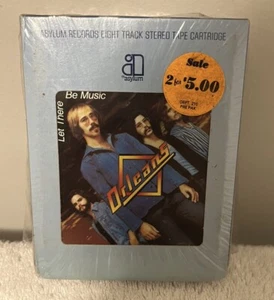 ASYLUM RECORDS EIGHT TRACK STEREO TAPE CARTRIDGE
asylum
Sale
2 for $5.00
Let There
Be Music
Orleans